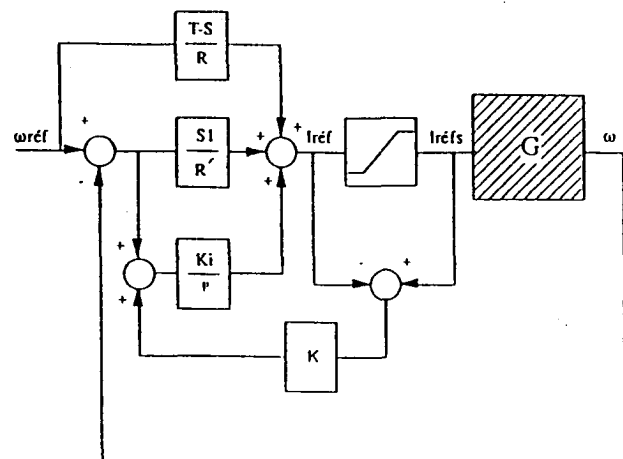 T-S
R
+
S1
R´
+
+
+
ωréf
-
Iréf
Iréfs
G
ω
+
+
Ki
p
-
+
K